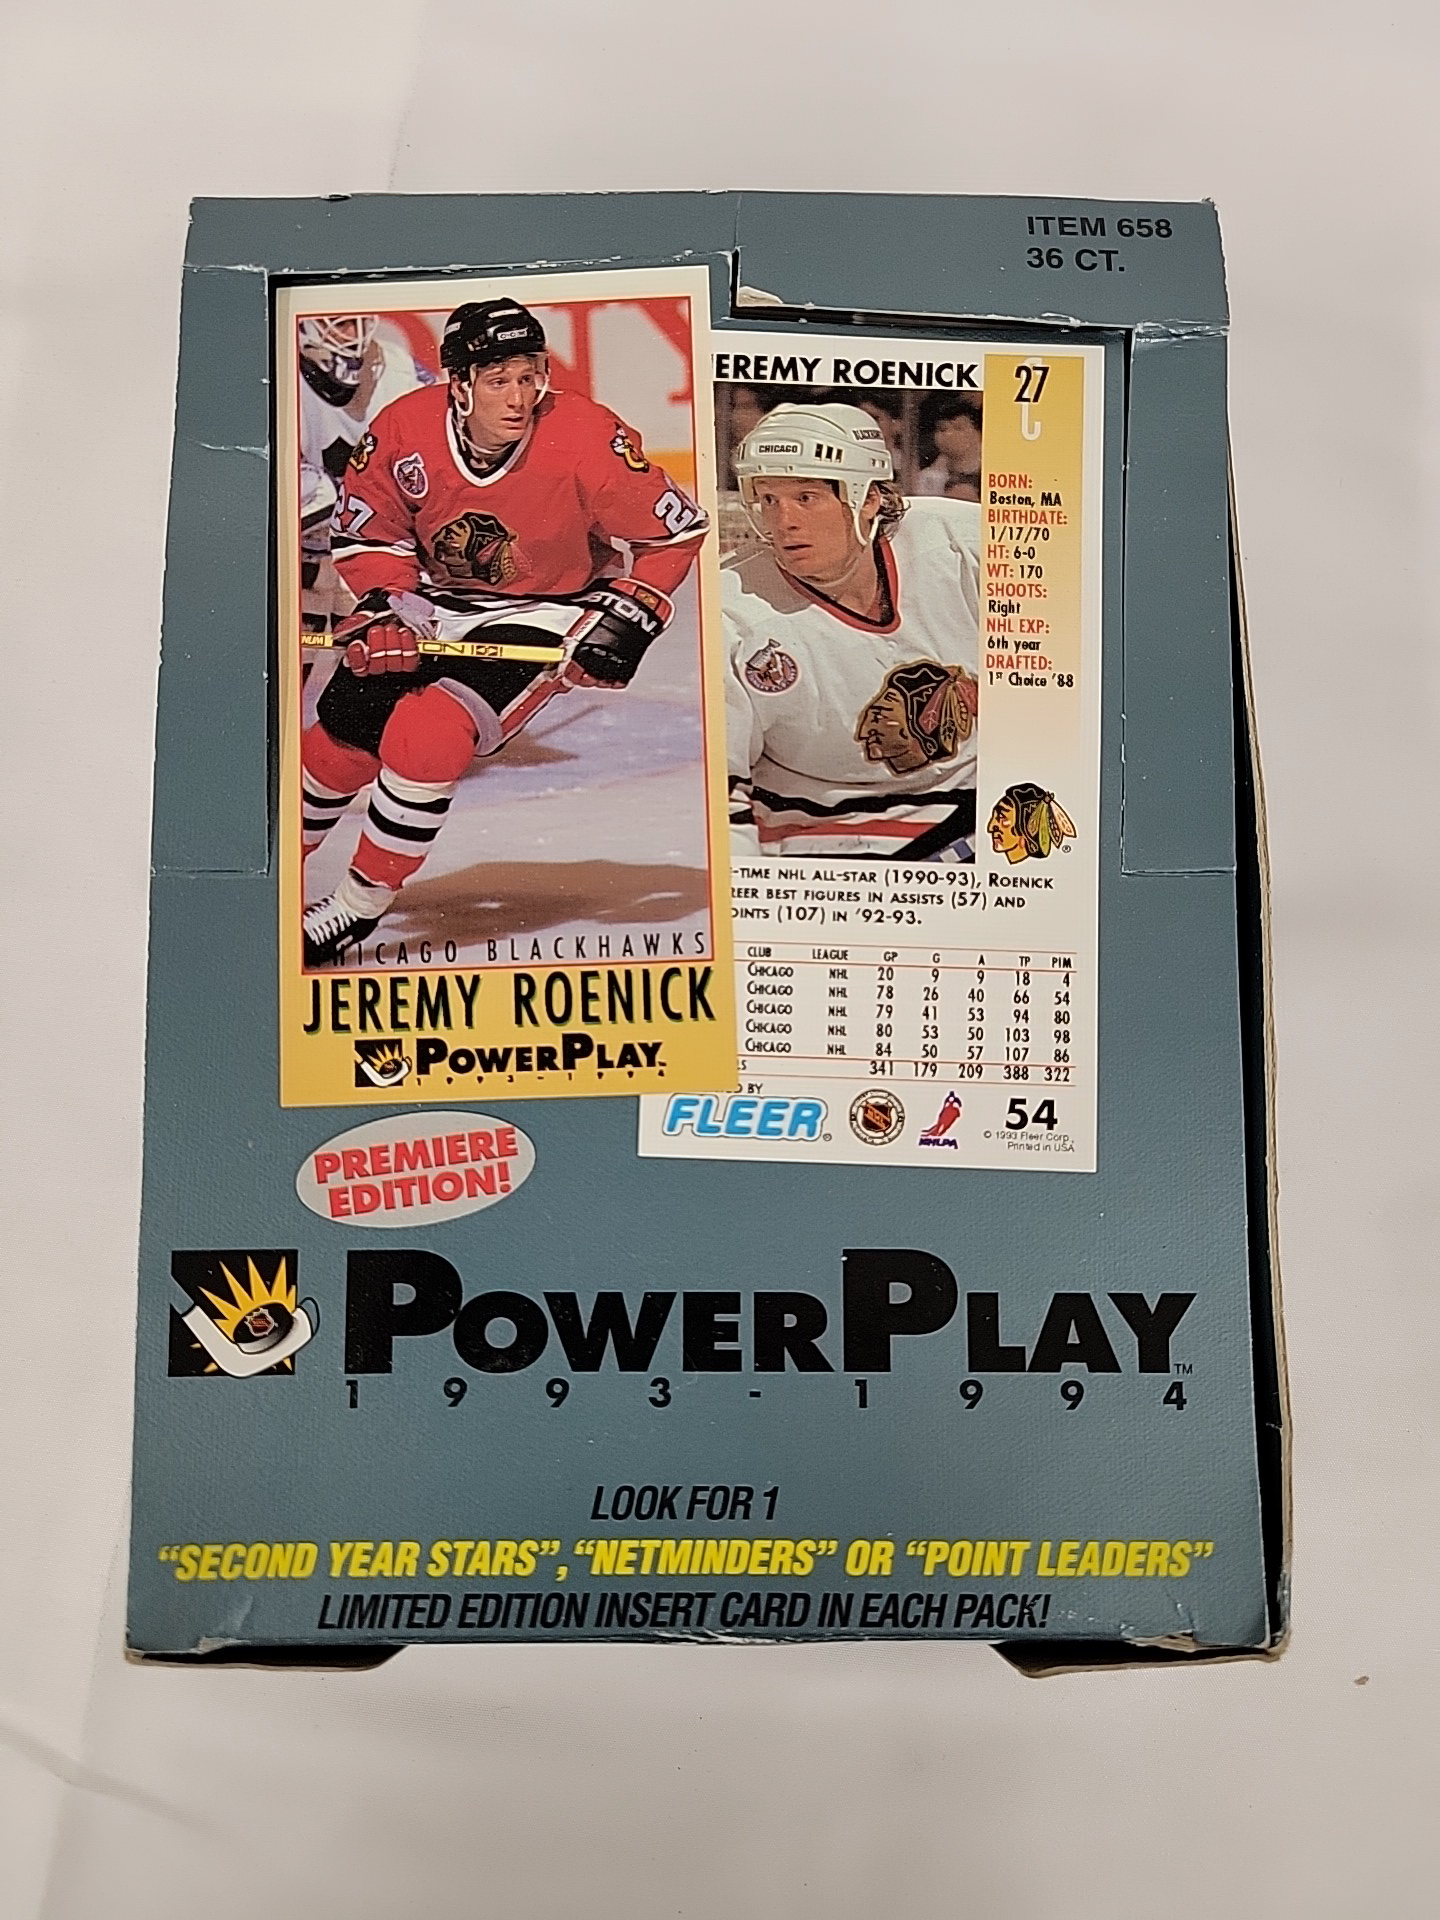 ITEM 658
36 CT.
27
STON
CHICAGO BLACKHAWKS
JEREMY ROENICK
POWERPLAY
1993-1994
EREMY ROENICK
27
C
CHICAGO
BORN:
Boston, MA
BIRTHDATE:
1/17/70
HT: 6-0
WT: 170
SHOOTS:
Right
NHL EXP:
6th year
DRAFTED:
1ST Choice '88
-TIME NHL ALL-STAR (1990-93), ROENICK
REER BEST FIGURES IN ASSISTS (57) AND
OINTS (107) IN '92-93.
CLUB LEAGUE GP G A TP PIM
CHICAGO NHL 20 9 9 18 4
CHICAGO NHL 78 26 40 66 54
CHICAGO NHL 79 41 53 94 80
CHICAGO NHL 80 53 50 103 98
CHICAGO NHL 84 50 57 107 86
LS 341 179 209 388 322
D BY
FLEER®
NHLPA
54
© 1993 Fleer Corp.
Printed in USA
PREMIERE
EDITION!
POWERPLAY™
1993-1994
LOOK FOR 1
"SECOND YEAR STARS", "NETMINDERS" OR "POINT LEADERS"
LIMITED EDITION INSERT CARD IN EACH PACK!